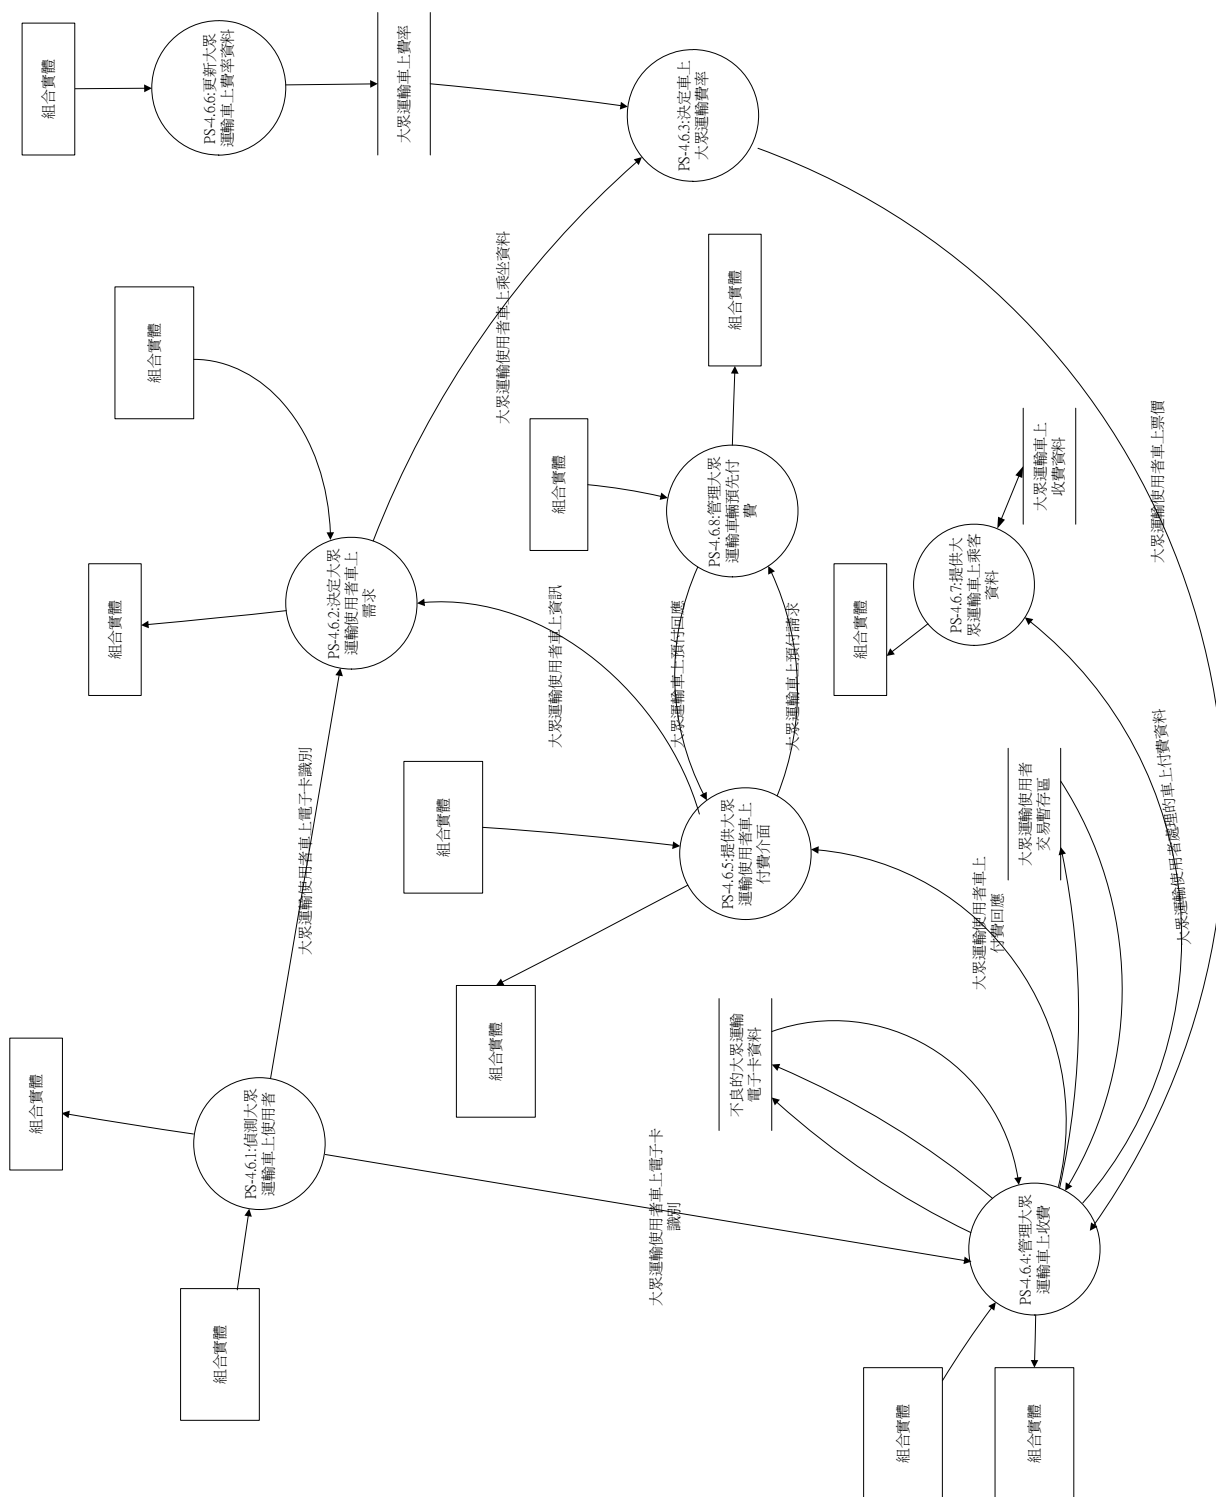 組合實體
組合實體
組合實體
組合實體
組合實體
組合實體
PS-4.6.1:偵測大眾
運輸車上使用者
PS-4.6.6:更新大眾
運輸車上費率資料
大眾運輸使用者車上電子卡識別
PS-4.6.2:決定大眾
運輸使用者車上
需求
大眾運輸車上費率
組合實體
組合實體
大眾運輸使用者車上乘坐資料
大眾運輸使用者車上資訊
組合實體
大眾運輸使用者車上電子卡
識別
大眾運輸車上預付回應
PS-4.6.3:決定車上
大眾運輸費率
不良的大眾運輸
電子卡資料
PS-4.6.5:提供大眾
運輸使用者車上
付費介面
PS-4.6.8:管理大眾
運輸車輛預先付
費
組合實體
大眾運輸車上預付請求
組合實體
組合實體
PS-4.6.7:提供大
眾運輸車上乘客
資料
大眾運輸使用者車上
付費回應
組合實體
PS-4.6.4:管理大眾
運輸車上收費
大眾運輸使用者
交易暫存區
大眾運輸車上
收費資料
大眾運輸使用者處理的車上付費資料
大眾運輸使用者車上票價